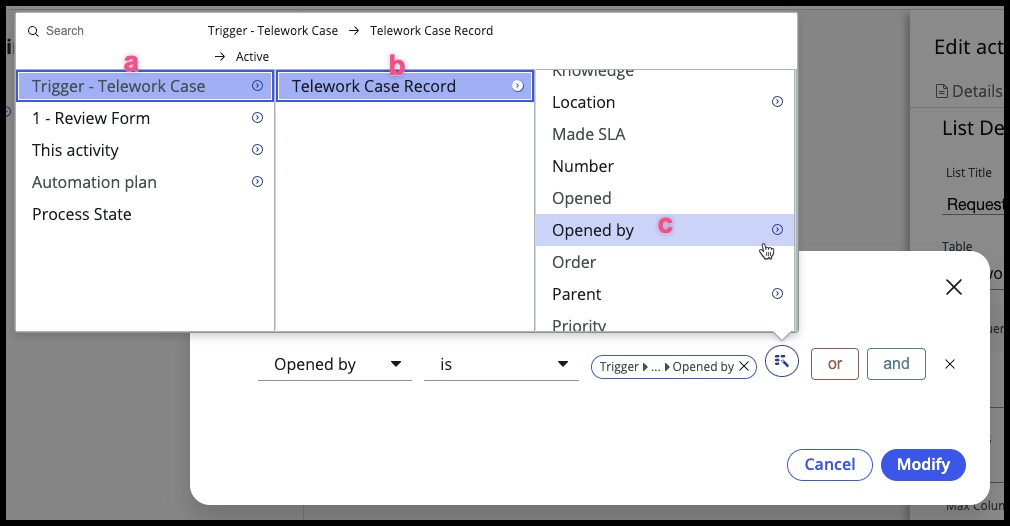 Search
Trigger - Telework Case → Telework Case Record
→ Active
a
b
Trigger - Telework Case
1 - Review Form
This activity
Automation plan
Process State
Telework Case Record
Knowledge
Location
Made SLA
Number
Opened
Opened by
c
Order
Parent
Priority
Edit act
Details
List De
List Title
Request
Table
Opened by
is
Trigger ▸ ... ▸ Opened by
or
and
Cancel
Modify
Max Colum